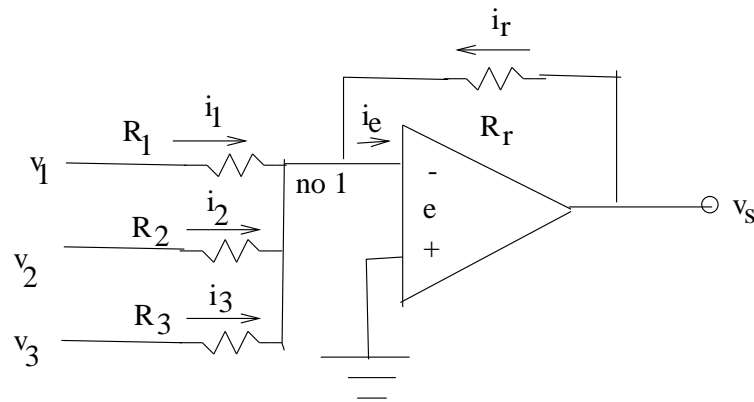 i_r
R_1 i_1 i_e R_r
v_1 no 1 -
R_2 i_2 e v_s
v_2 +
R_3 i_3
v_3